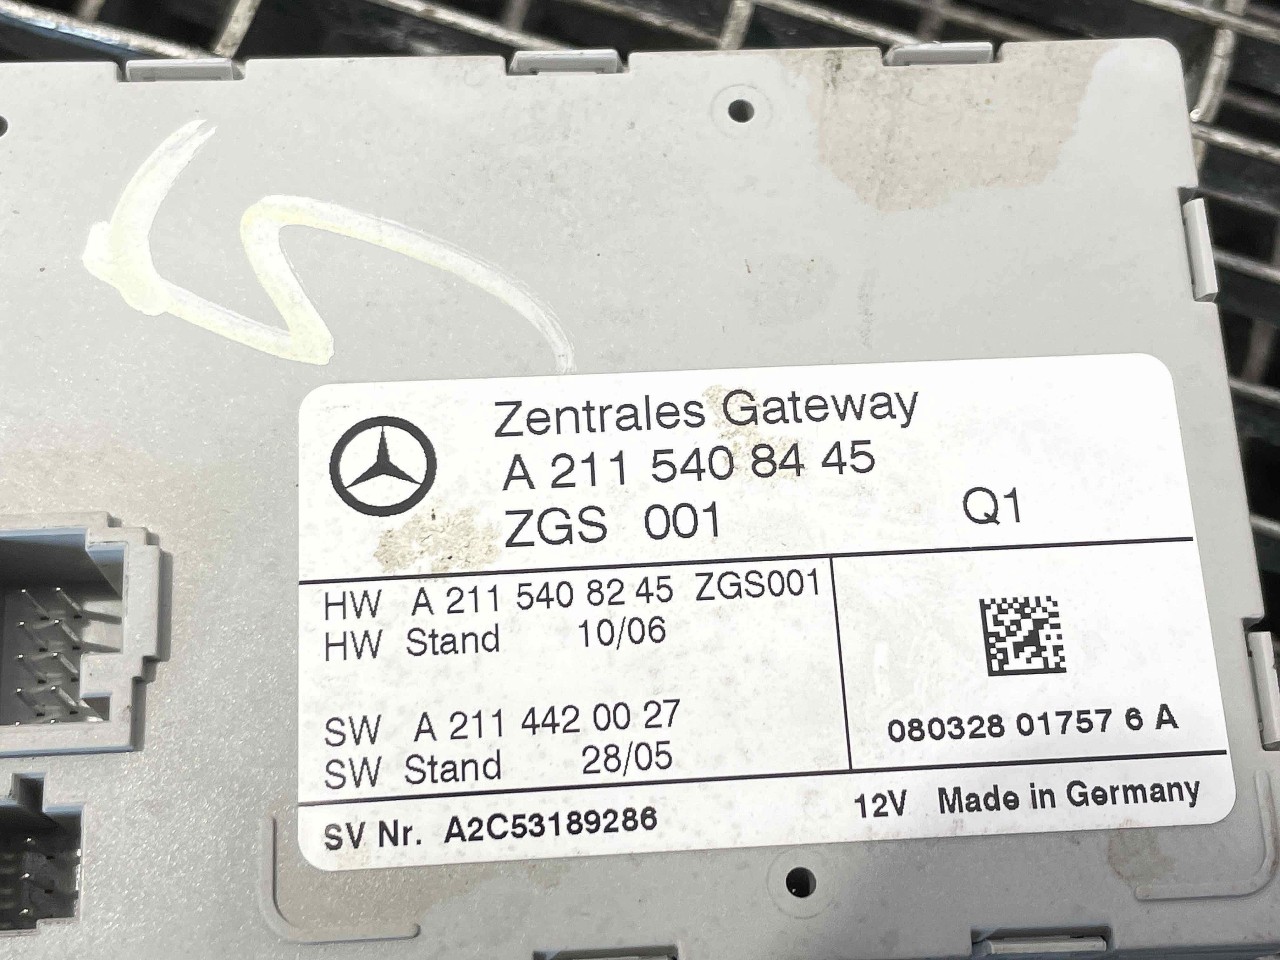 Zentrales Gateway
A 211 540 84 45
ZGS 001 Q1
HW A 211 540 82 45 ZGS001
HW Stand 10/06
SW A 211 442 00 27
SW Stand 28/05
080328 01757 6 A
SV Nr. A2C53189286
12V Made in Germany